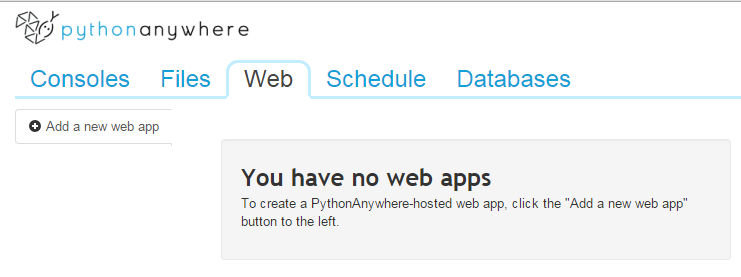 pythonanywhere
Consoles Files Web Schedule Databases
Add a new web app
You have no web apps
To create a PythonAnywhere-hosted web app, click the "Add a new web app"
button to the left.